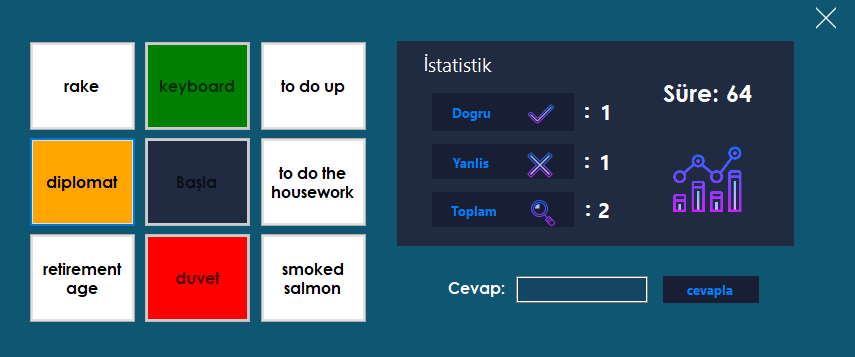 rake
keyboard
to do up
diplomat
Başla
to do the
housework
retirement
age
duvet
smoked
salmon
İstatistik
Süre: 64
Dogru : 1
Yanlis : 1
Toplam : 2
Cevap:
cevapla